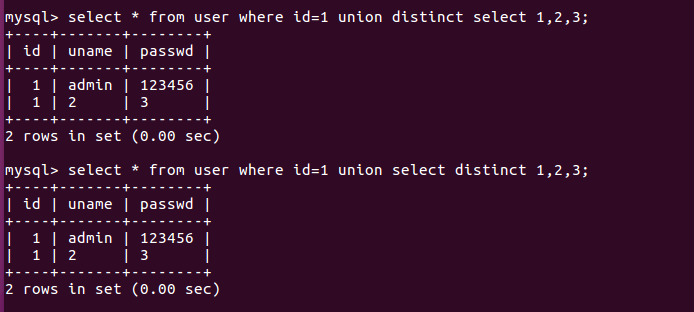 mysql> select * from user where id=1 union distinct select 1,2,3;
+----+-------+--------+
| id | uname | passwd |
+----+-------+--------+
|  1 | admin | 123456 |
|  1 | 2     | 3      |
+----+-------+--------+
2 rows in set (0.00 sec)
mysql> select * from user where id=1 union select distinct 1,2,3;
+----+-------+--------+
| id | uname | passwd |
+----+-------+--------+
|  1 | admin | 123456 |
|  1 | 2     | 3      |
+----+-------+--------+
2 rows in set (0.00 sec)